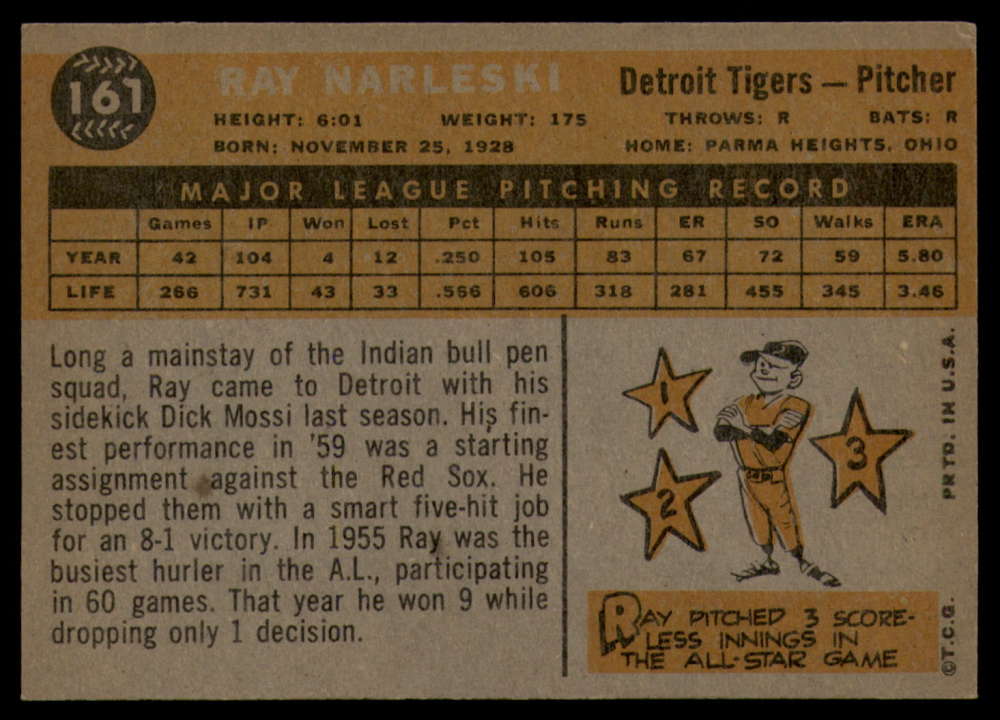 161
RAY NARLESKI Detroit Tigers — Pitcher
HEIGHT: 6:01 WEIGHT: 175 THROWS: R BATS: R
BORN: NOVEMBER 25, 1928 HOME: PARMA HEIGHTS, OHIO
MAJOR LEAGUE PITCHING RECORD
Games IP Won Lost Pct Hits Runs ER SO Walks ERA
YEAR 42 104 4 12 .250 105 83 67 72 59 5.80
LIFE 266 731 43 33 .566 606 318 281 455 345 3.46
Long a mainstay of the Indian bull pen
squad, Ray came to Detroit with his
sidekick Dick Mossi last season. His fin-
est performance in '59 was a starting
assignment against the Red Sox. He
stopped them with a smart five-hit job
for an 8-1 victory. In 1955 Ray was the
busiest hurler in the A.L., participating
in 60 games. That year he won 9 while
dropping only 1 decision.
1
2
3
RAY PITCHED 3 SCORE-
LESS INNINGS IN
THE ALL-STAR GAME
©T.C.G. PRTD. IN U.S.A.